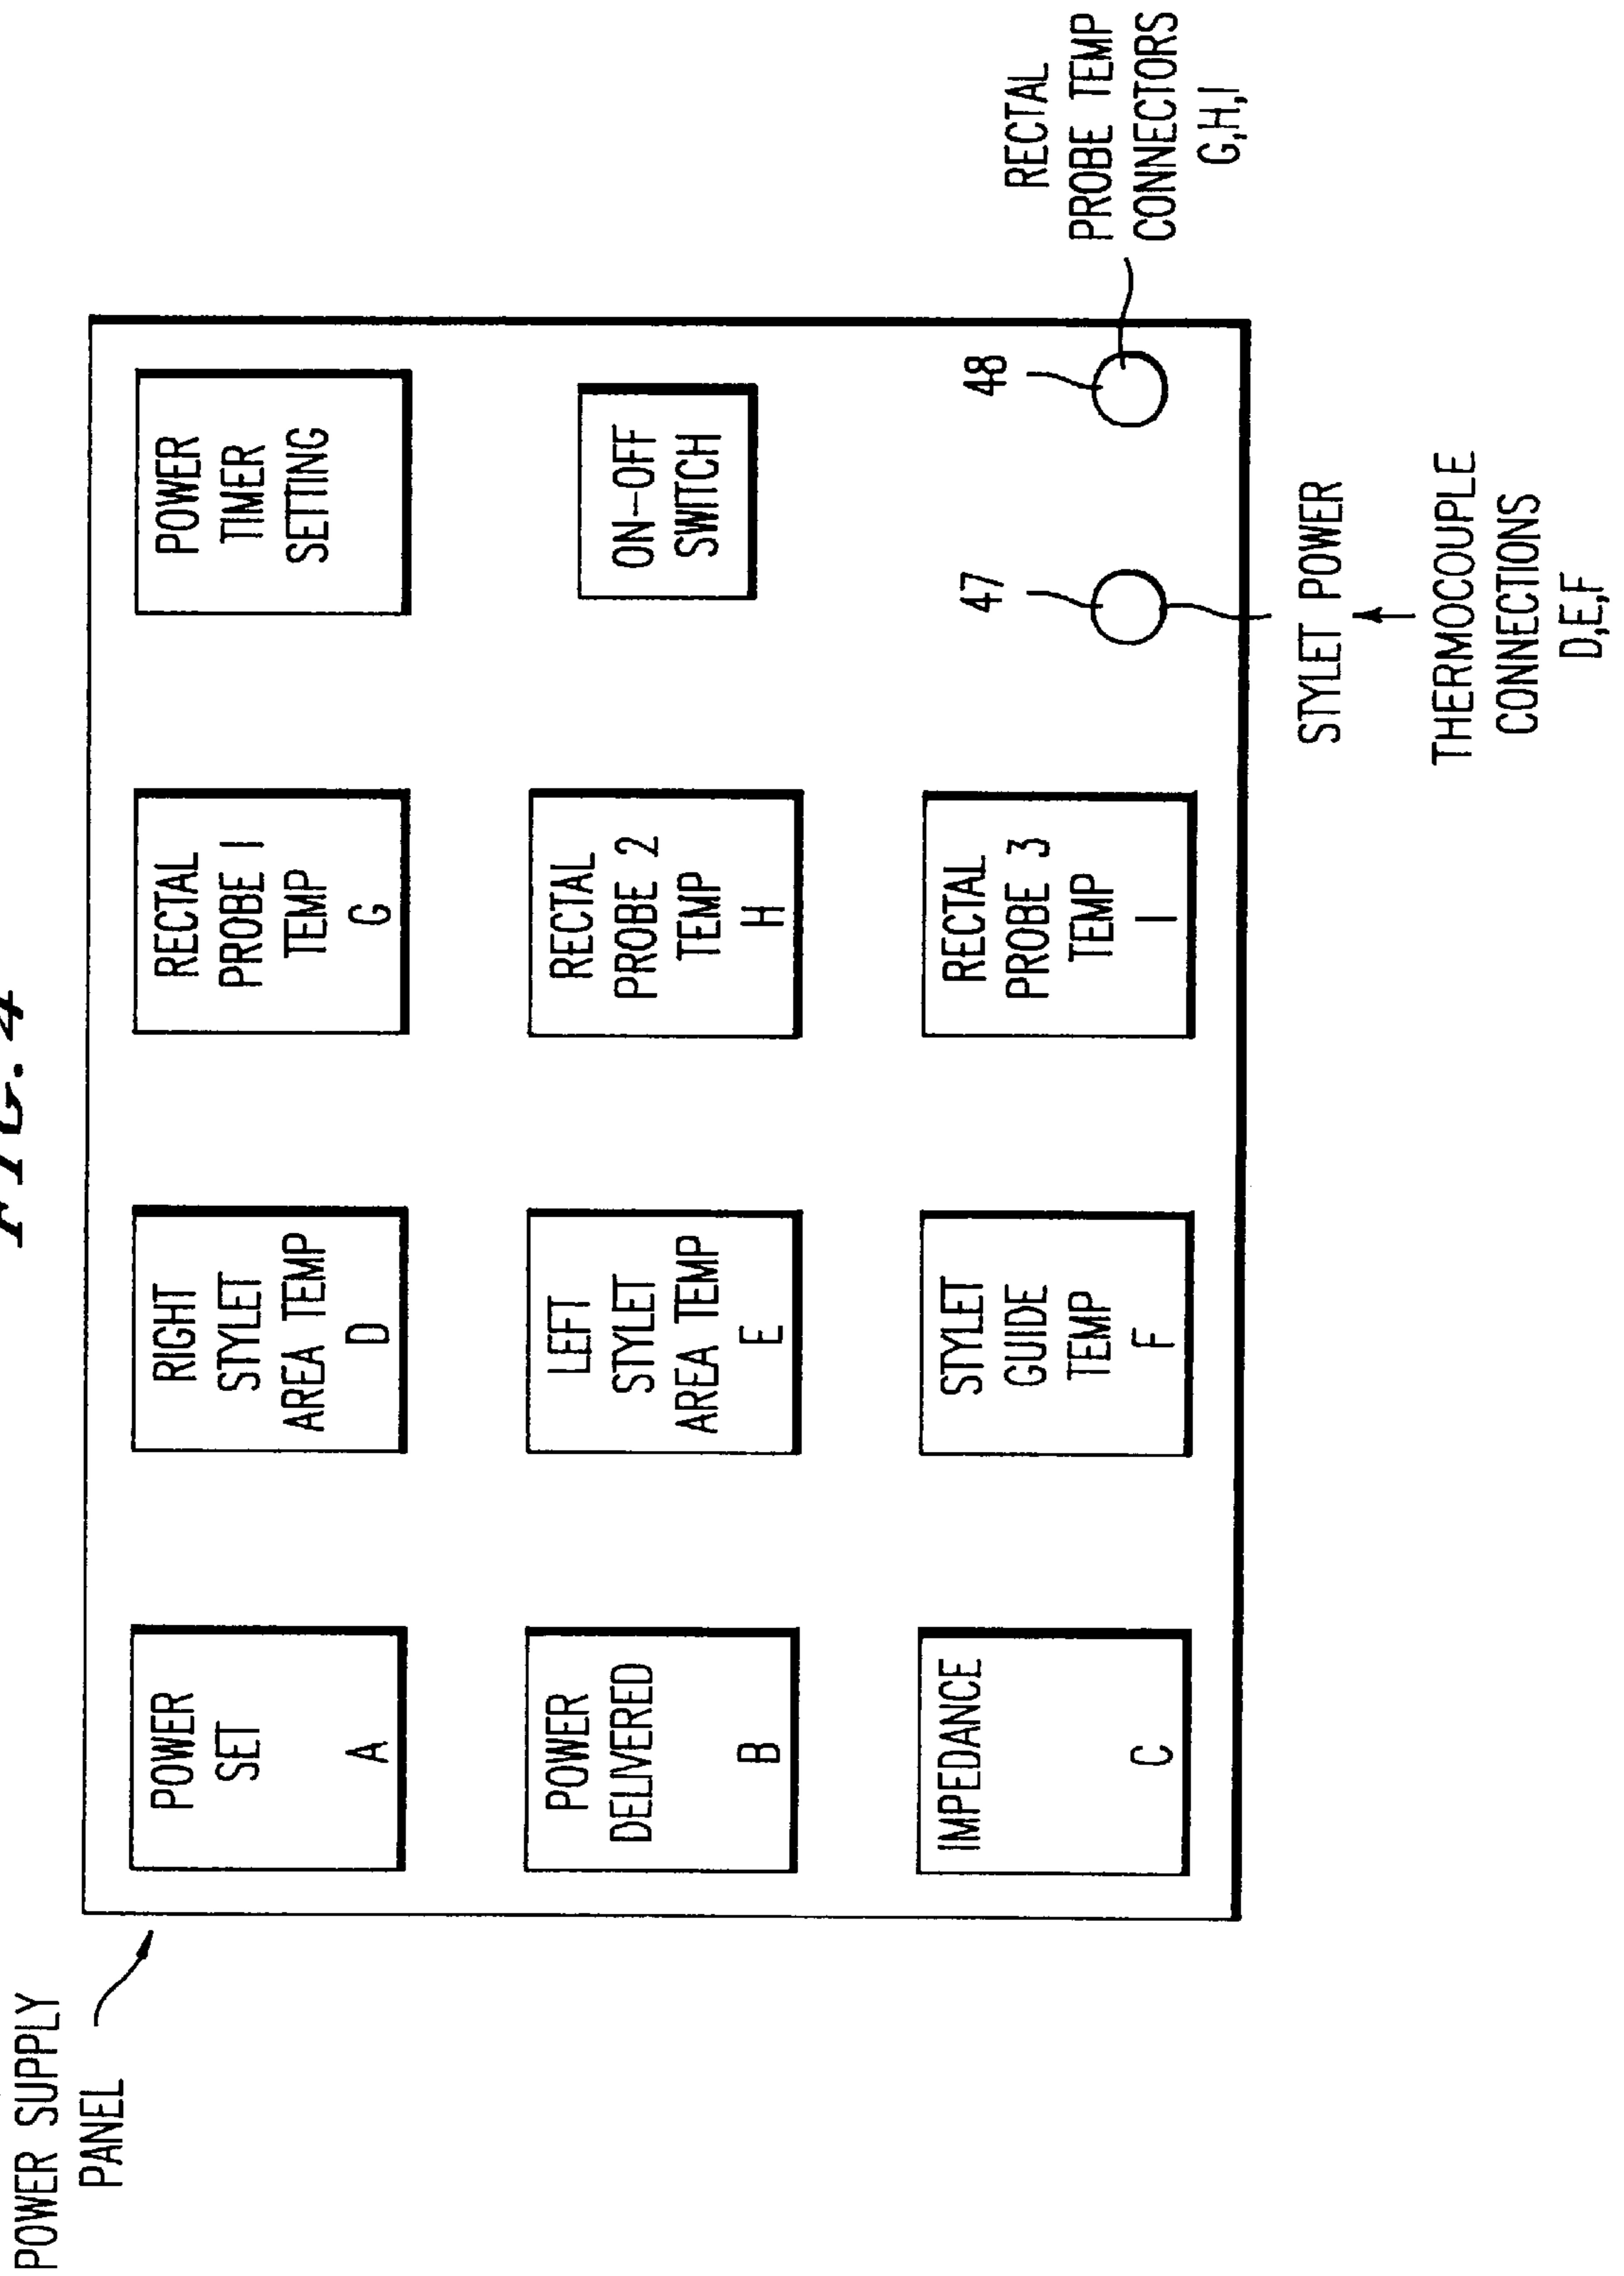 FIG. 4
POWER SUPPLY
PANEL
POWER
SET
A
RIGHT
STYLET
AREA TEMP
D
RECTAL
PROBE 1
TEMP
G
POWER
TIMER
SETTING
POWER
DELIVERED
B
LEFT
STYLET
AREA TEMP
E
RECTAL
PROBE 2
TEMP
H
ON-OFF
SWITCH
IMPEDANCE
C
STYLET
GUIDE
TEMP
F
RECTAL
PROBE 3
TEMP
I
47
48
RECTAL
PROBE TEMP
CONNECTORS
G,H,I
STYLET POWER
THERMOCOUPLE
CONNECTIONS
D,E,F